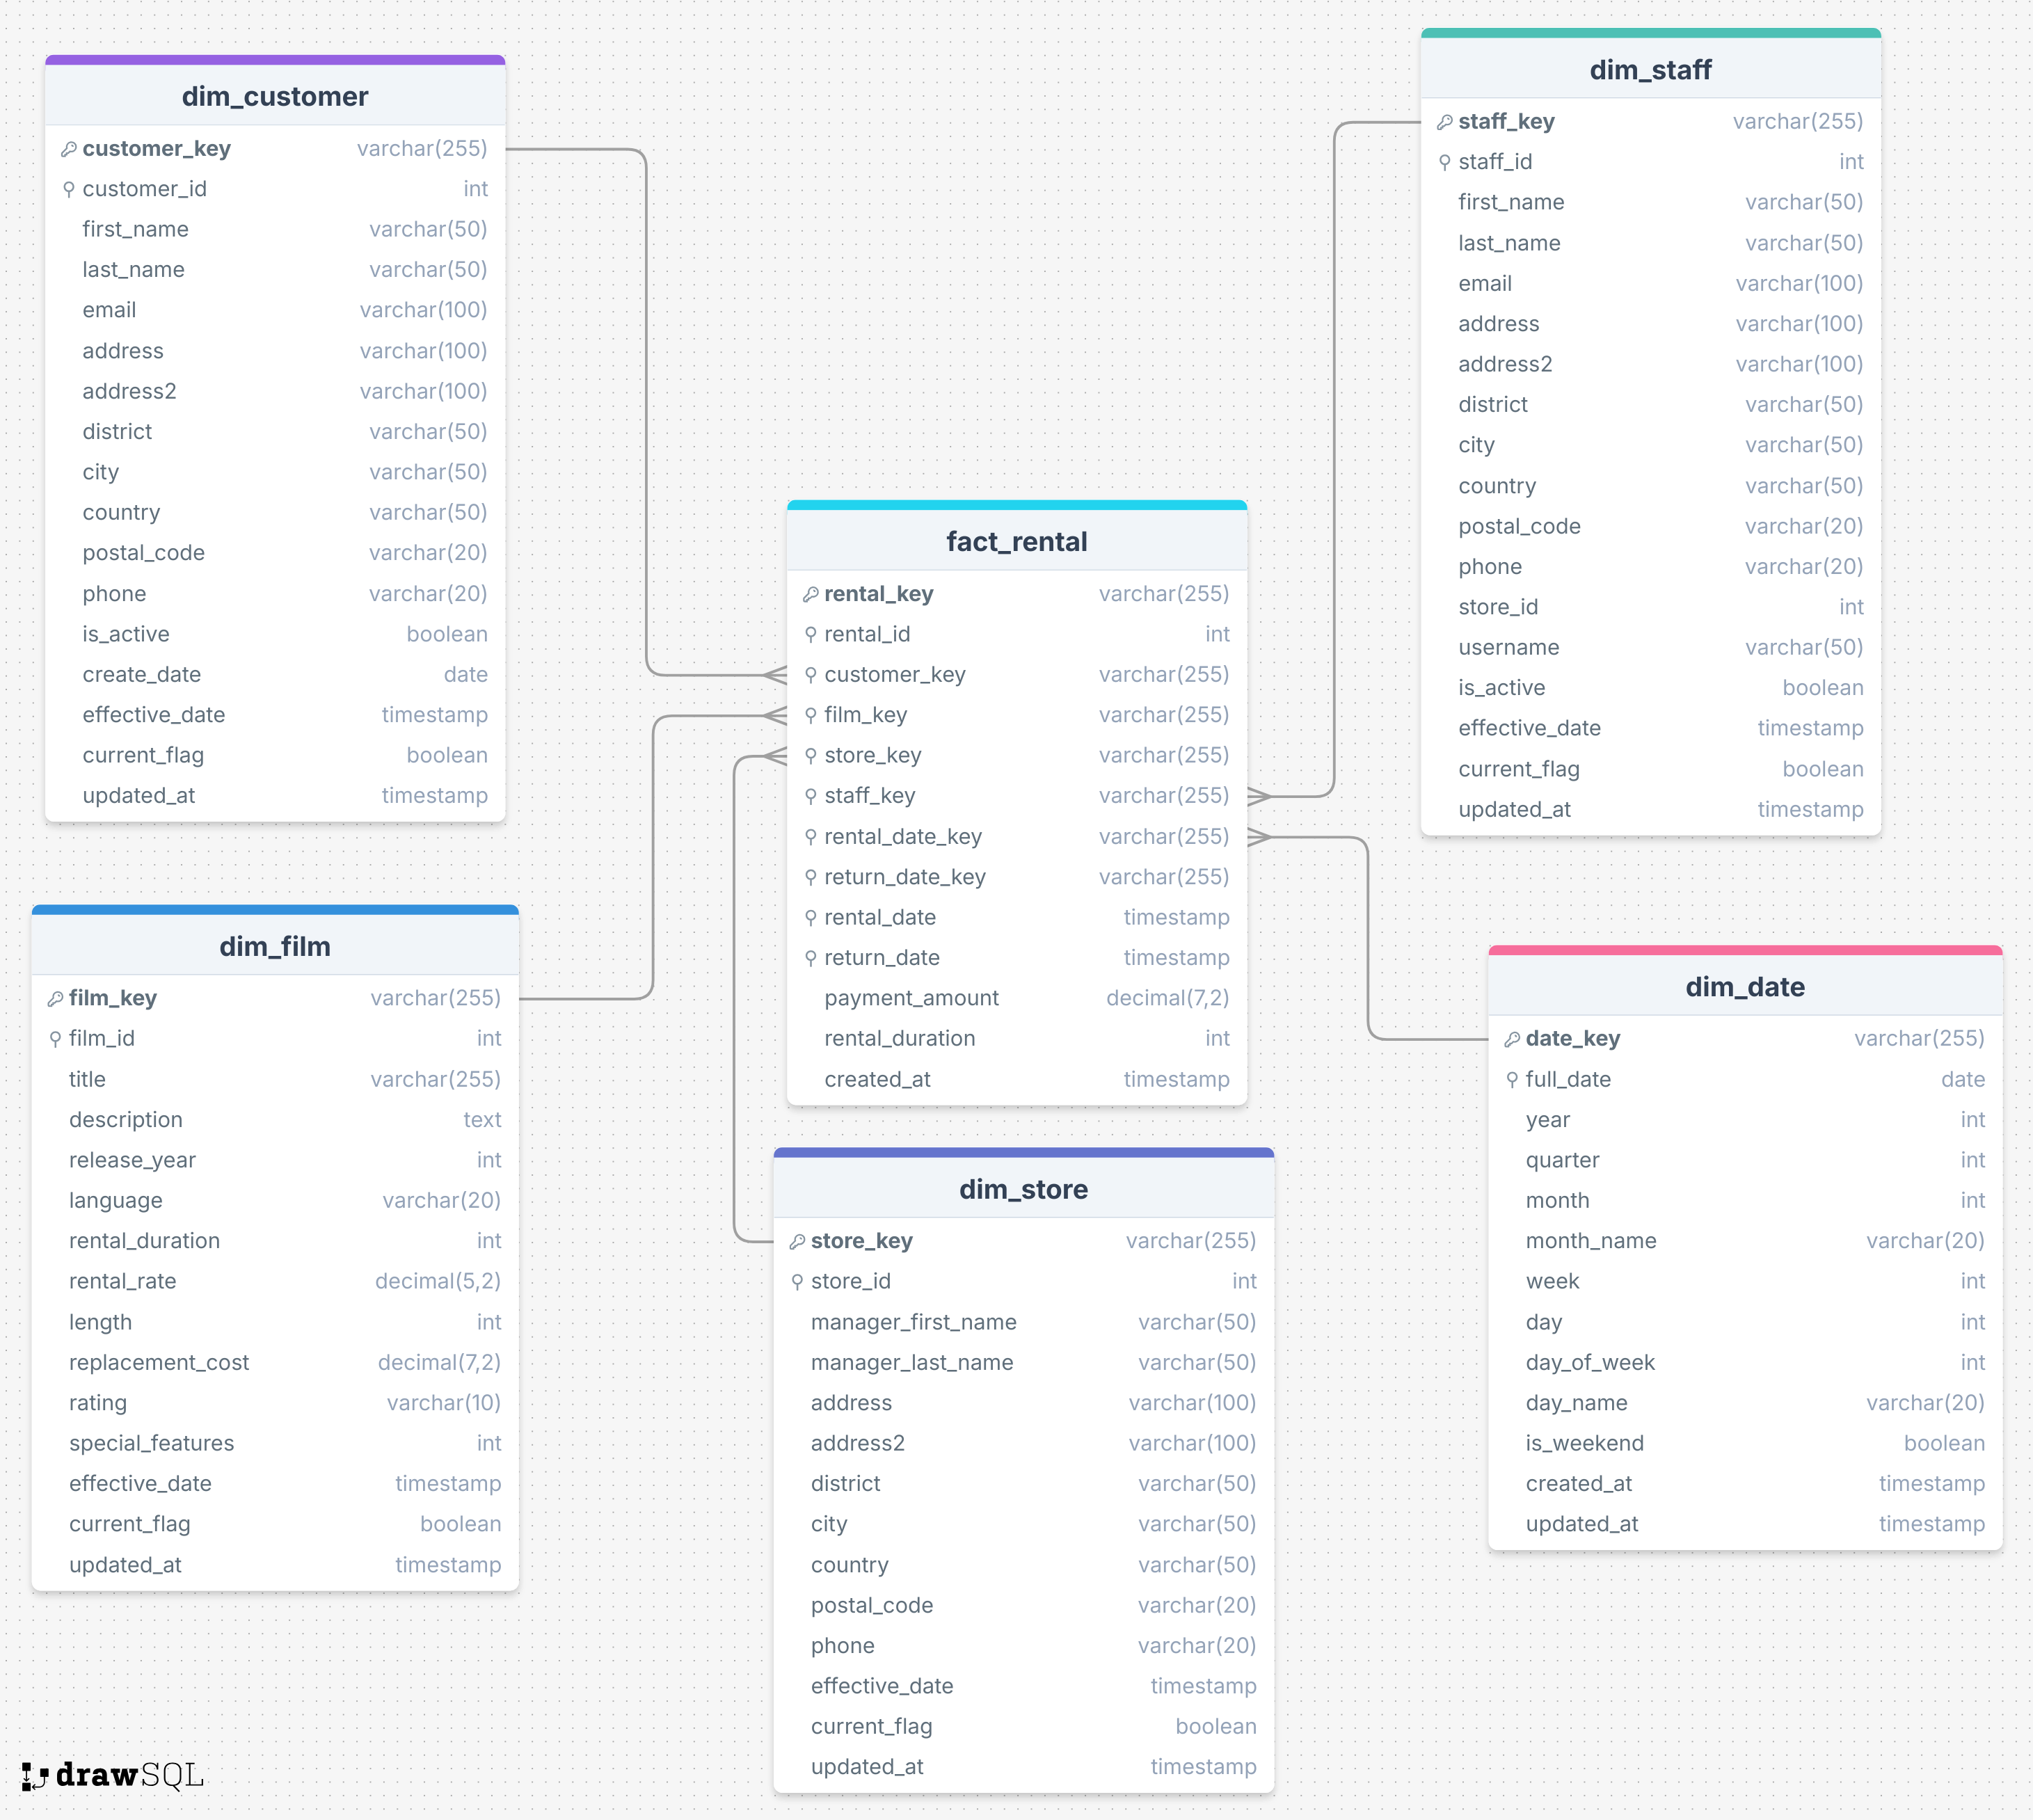 dim_customer
customer_key varchar(255)
customer_id int
first_name varchar(50)
last_name varchar(50)
email varchar(100)
address varchar(100)
address2 varchar(100)
district varchar(50)
city varchar(50)
country varchar(50)
postal_code varchar(20)
phone varchar(20)
is_active boolean
create_date date
effective_date timestamp
current_flag boolean
updated_at timestamp
dim_staff
staff_key varchar(255)
staff_id int
first_name varchar(50)
last_name varchar(50)
email varchar(100)
address varchar(100)
address2 varchar(100)
district varchar(50)
city varchar(50)
country varchar(50)
postal_code varchar(20)
phone varchar(20)
store_id int
username varchar(50)
is_active boolean
effective_date timestamp
current_flag boolean
updated_at timestamp
fact_rental
rental_key varchar(255)
rental_id int
customer_key varchar(255)
film_key varchar(255)
store_key varchar(255)
staff_key varchar(255)
rental_date_key varchar(255)
return_date_key varchar(255)
rental_date timestamp
return_date timestamp
payment_amount decimal(7,2)
rental_duration int
created_at timestamp
dim_film
film_key varchar(255)
film_id int
title varchar(255)
description text
release_year int
language varchar(20)
rental_duration int
rental_rate decimal(5,2)
length int
replacement_cost decimal(7,2)
rating varchar(10)
special_features int
effective_date timestamp
current_flag boolean
updated_at timestamp
dim_date
date_key varchar(255)
full_date date
year int
quarter int
month int
month_name varchar(20)
week int
day int
day_of_week int
day_name varchar(20)
is_weekend boolean
created_at timestamp
updated_at timestamp
dim_store
store_key varchar(255)
store_id int
manager_first_name varchar(50)
manager_last_name varchar(50)
address varchar(100)
address2 varchar(100)
district varchar(50)
city varchar(50)
country varchar(50)
postal_code varchar(20)
phone varchar(20)
effective_date timestamp
current_flag boolean
updated_at timestamp
drawSQL